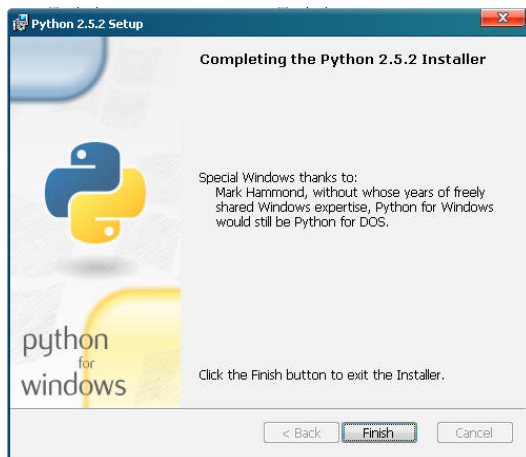 Python 2.5.2 Setup
Completing the Python 2.5.2 Installer
Special Windows thanks to:
Mark Hammond, without whose years of freely
shared Windows expertise, Python for Windows
would still be Python for DOS.
python
for
windows
Click the Finish button to exit the Installer.
< Back
Finish
Cancel